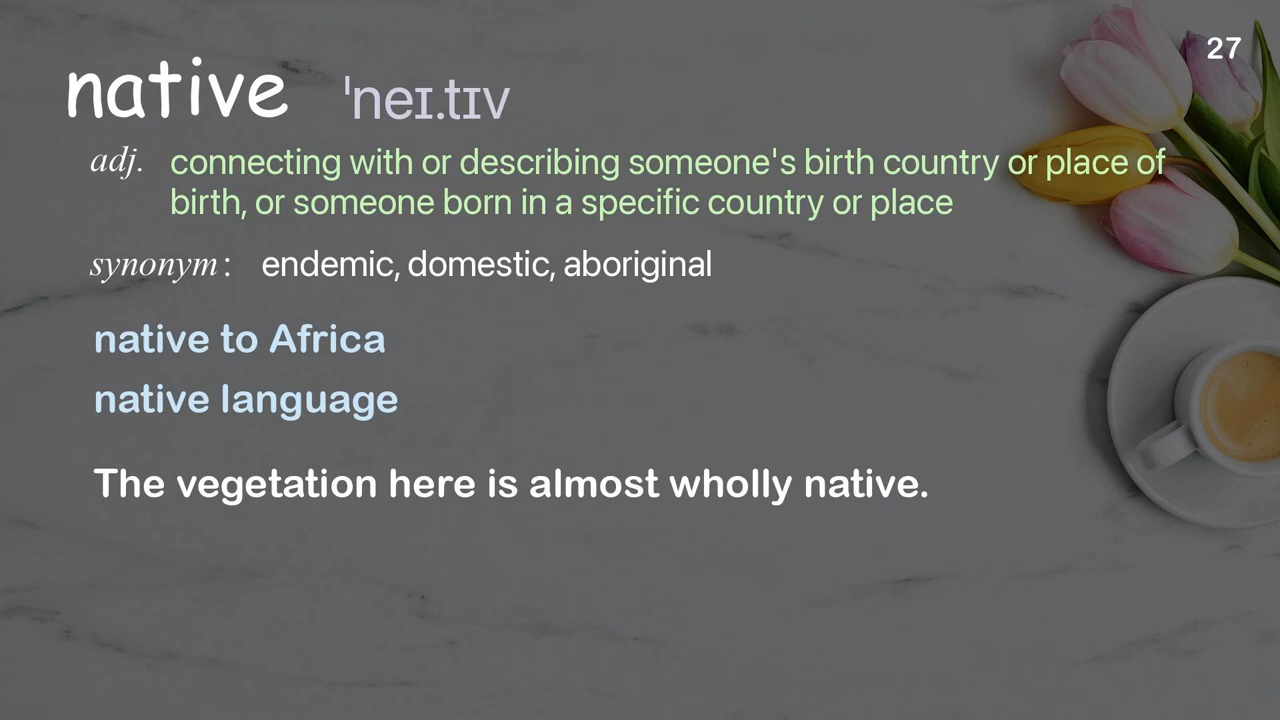 27
native ˈneɪ.tɪv
adj. connecting with or describing someone's birth country or place of
birth, or someone born in a specific country or place
synonym: endemic, domestic, aboriginal
native to Africa
native language
The vegetation here is almost wholly native.